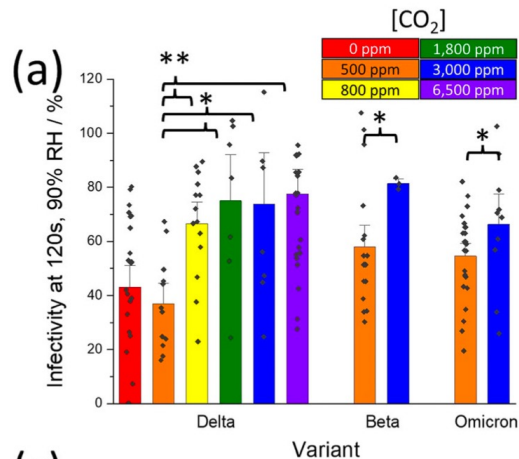 (a)
[CO₂]
0 ppm 1,800 ppm
500 ppm 3,000 ppm
800 ppm 6,500 ppm
**
*
*
*
Infectivity at 120s, 90% RH / %
120
100
80
60
40
20
0
Delta Beta Omicron
Variant